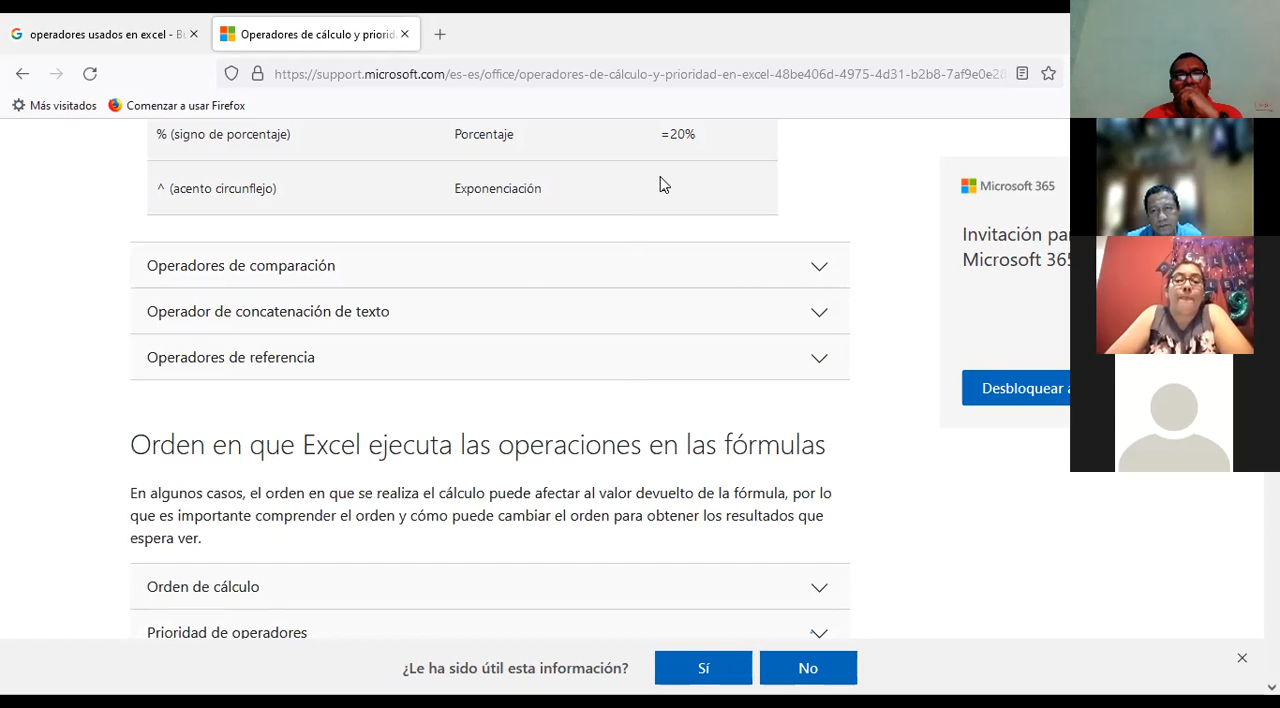 operadores usados en excel - Bu
Operadores de cálculo y priorid
https://support.microsoft.com/es-es/office/operadores-de-cálculo-y-prioridad-en-excel-48be406d-4975-4d31-b2b8-7af9e0e28
Más visitados
Comenzar a usar Firefox
% (signo de porcentaje) Porcentaje =20%
^ (acento circunflejo) Exponenciación
Microsoft 365
Invitación pa
Microsoft 365
Desbloquear a
Operadores de comparación
Operador de concatenación de texto
Operadores de referencia
Orden en que Excel ejecuta las operaciones en las fórmulas
En algunos casos, el orden en que se realiza el cálculo puede afectar al valor devuelto de la fórmula, por lo
que es importante comprender el orden y cómo puede cambiar el orden para obtener los resultados que
espera ver.
Orden de cálculo
Prioridad de operadores
¿Le ha sido útil esta información?
Sí
No